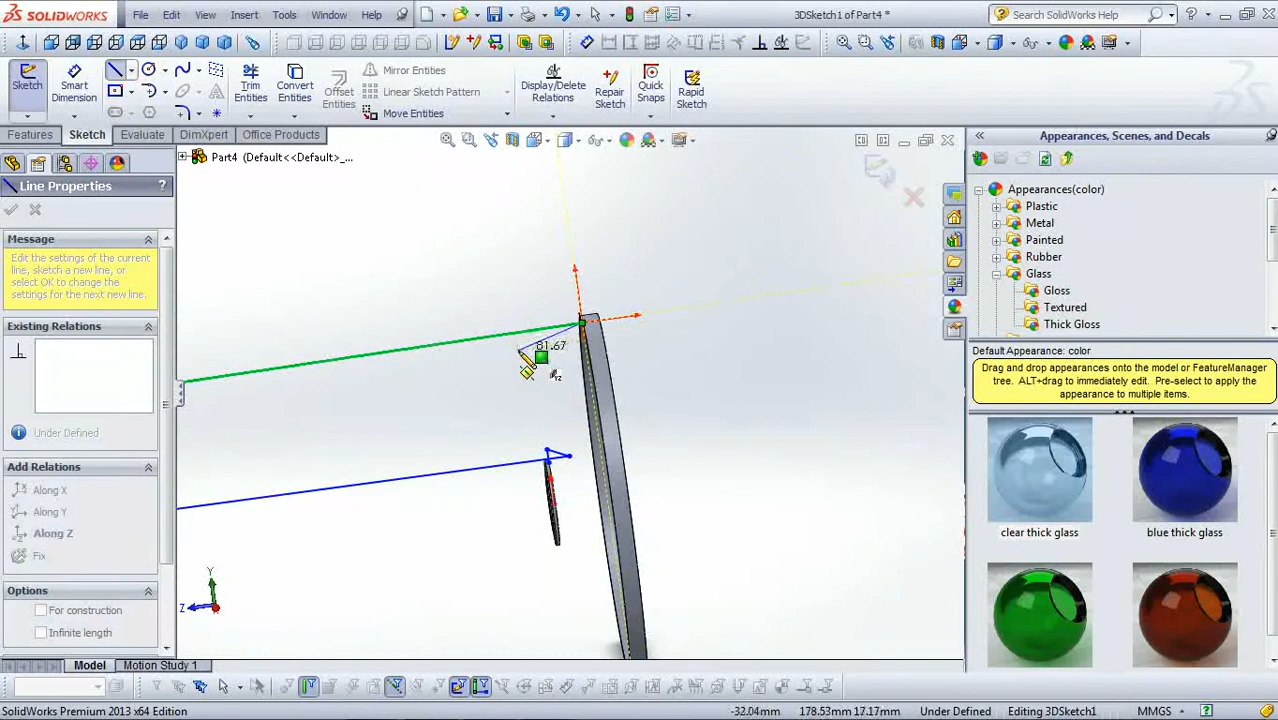 SOLIDWORKS File Edit View Insert Tools Window Help 3DSketch1 of Part4 * Search SolidWorks Help
Sketch Smart Dimension Trim Entities Convert Entities Offset Entities Mirror Entities Linear Sketch Pattern Move Entities Display/Delete Relations Repair Sketch Quick Snaps Rapid Sketch
Features Sketch Evaluate DimXpert Office Products
Appearances, Scenes, and Decals
Part4 (Default<<Default>_...
Line Properties ?
Message
Edit the settings of the current line, sketch a new line, or select OK to change the settings for the next new line.
Existing Relations
Under Defined
Add Relations
Along X
Along Y
Along Z
Fix
Options
For construction
Infinite length
81.67
YZ
Y
Z
Appearances(color)
Plastic
Metal
Painted
Rubber
Glass
Gloss
Textured
Thick Gloss
Default Appearance: color
Drag and drop appearances onto the model or FeatureManager tree. ALT+drag to immediately edit. Pre-select to apply the appearance to multiple items.
clear thick glass blue thick glass
Model Motion Study 1
SolidWorks Premium 2013 x64 Edition -32.04mm 178.53mm 17.17mm Under Defined Editing 3DSketch1 MMGS